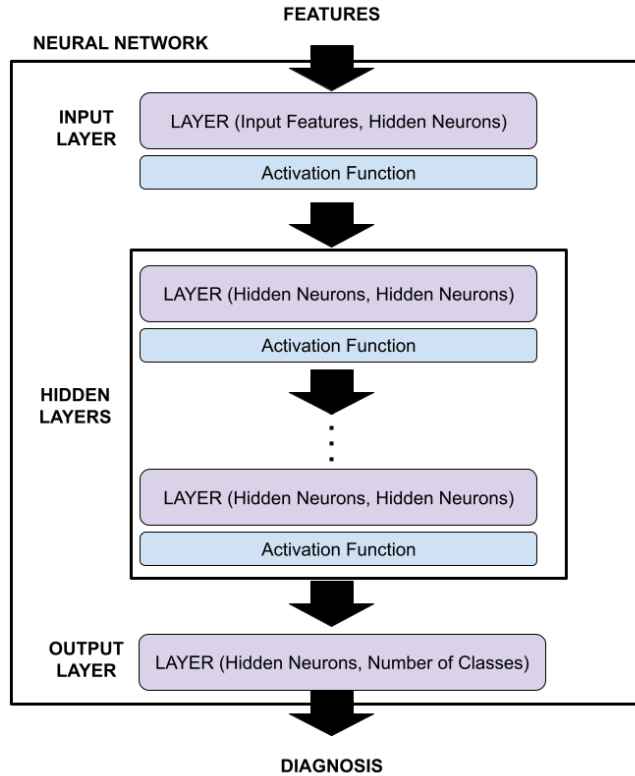 FEATURES
NEURAL NETWORK
INPUT
LAYER
LAYER (Input Features, Hidden Neurons)
Activation Function
HIDDEN
LAYERS
LAYER (Hidden Neurons, Hidden Neurons)
Activation Function
LAYER (Hidden Neurons, Hidden Neurons)
Activation Function
OUTPUT
LAYER
LAYER (Hidden Neurons, Number of Classes)
DIAGNOSIS